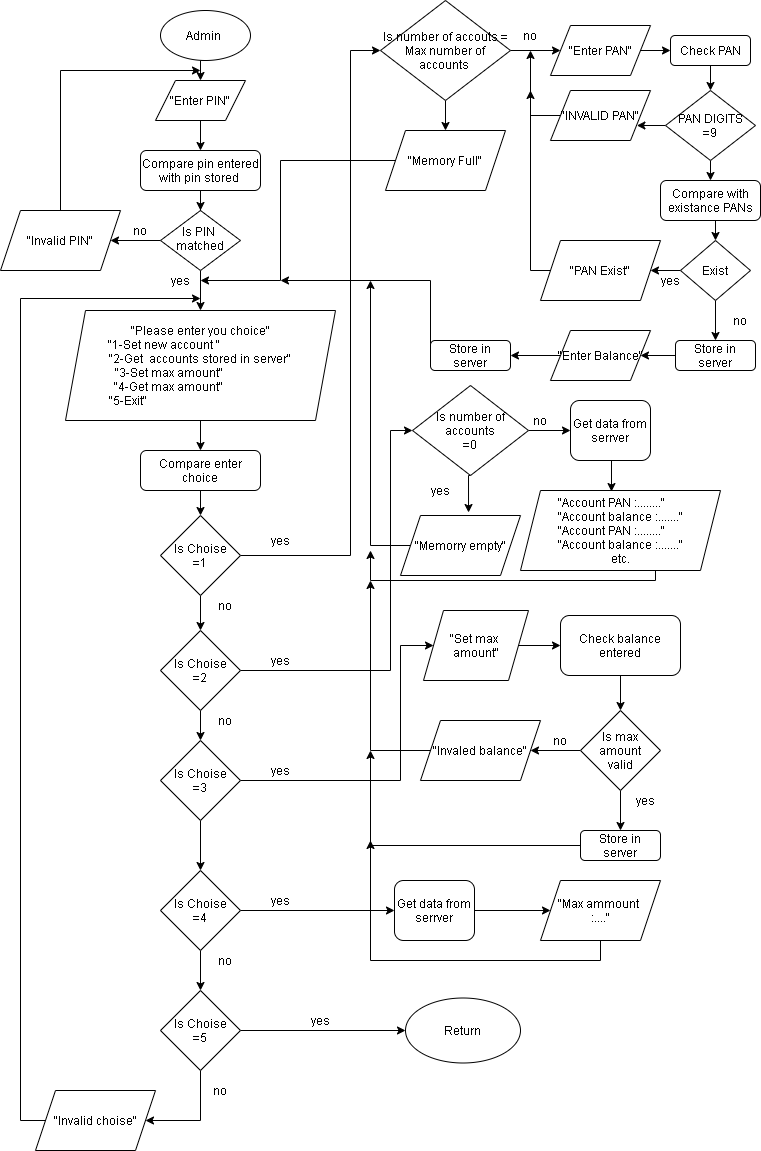 Admin
"Enter PIN"
Compare pin entered
with pin stored
Is PIN
matched
no
"Invalid PIN"
yes
"Please enter you choice"
"1-Set new account "
"2-Get  accounts stored in server"
"3-Set max amount"
"4-Get max amount"
"5-Exit"
Compare enter
choice
Is Choise
=1
yes
no
Is Choise
=2
yes
no
Is Choise
=3
yes
Is Choise
=4
yes
no
Is Choise
=5
yes
no
"Invalid choise"
Return
Is number of accouts =
Max number of
accounts
no
"Memory Full"
"Enter PAN"
Check PAN
PAN DIGITS
=9
"INVALID PAN"
Compare with
existance PANs
Exist
yes
"PAN Exist"
no
Store in
server
"Enter Balance"
Store in
server
Is number of
accounts
=0
no
yes
"Memorry empty"
Get data from
serrver
"Account PAN :........"
"Account balance :......."
"Account PAN :........"
"Account balance :......."
etc.
"Set max
amount"
Check balance
entered
Is max
amount
valid
no
"Invaled balance"
yes
Store in
server
Get data from
serrver
"Max ammount
:...."